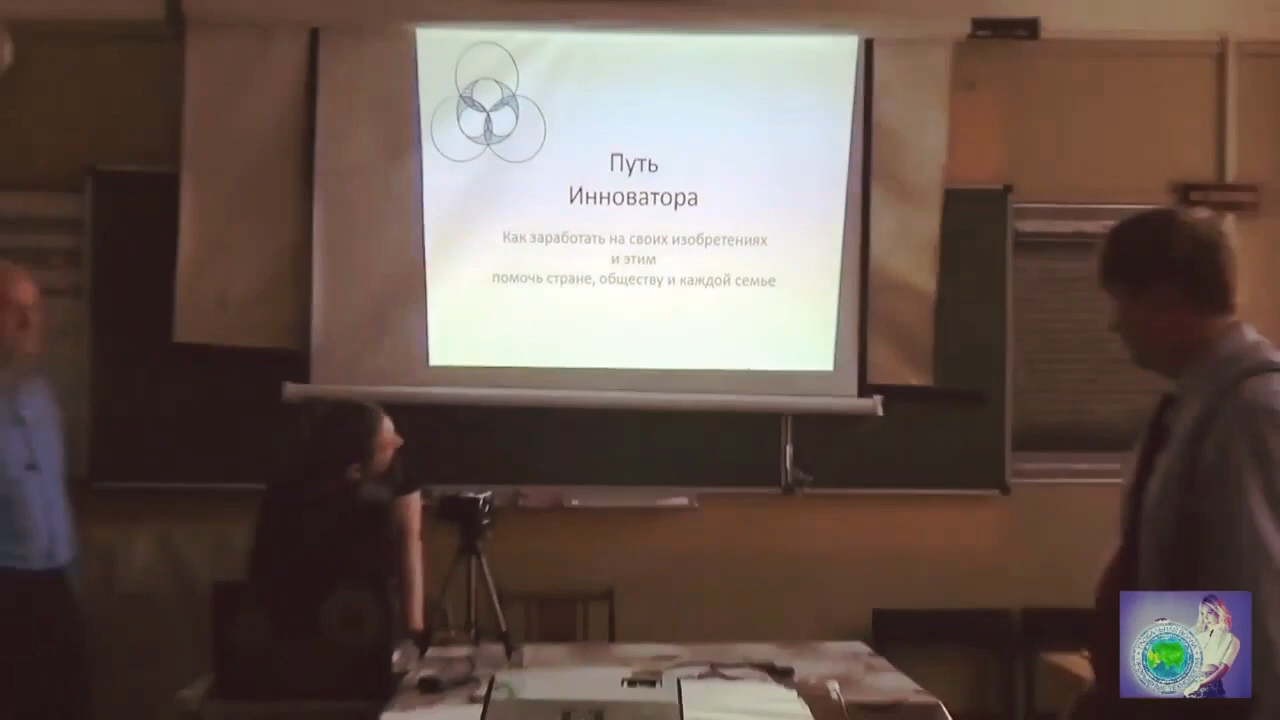 Путь
Инноватора
Как заработать на своих изобретениях
и этим
помочь стране, обществу и каждой семье